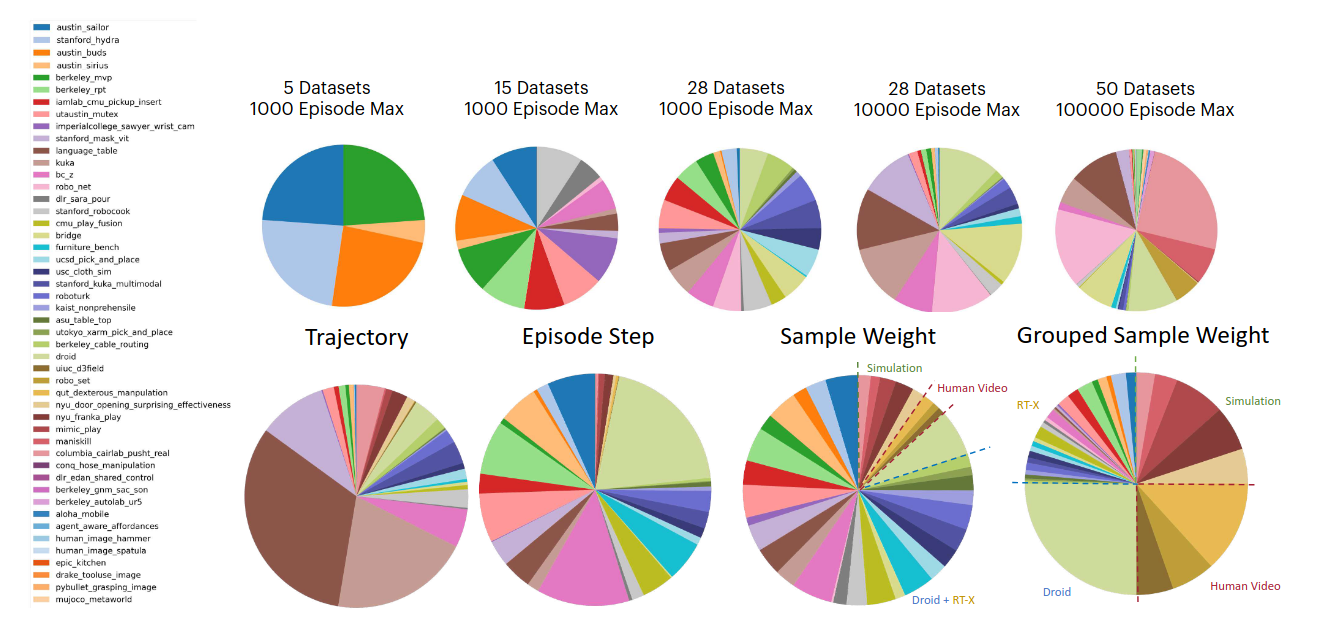 austin_sailor
stanford_hydra
austin_buds
austin_sirius
berkeley_mvp
berkeley_rpt
iamlab_cmu_pickup_insert
utaustin_mutex
imperialcollege_sawyer_wrist_cam
stanford_mask_vit
language_table
kuka
bc_z
robo_net
dlr_sara_pour
stanford_robocook
cmu_play_fusion
bridge
furniture_bench
ucsd_pick_and_place
usc_cloth_sim
stanford_kuka_multimodal
roboturk
kaist_nonprehensile
asu_table_top
utokyo_xarm_pick_and_place
berkeley_cable_routing
droid
uiuc_d3field
robo_set
qut_dexterous_manpulation
nyu_door_opening_surprising_effectiveness
nyu_franka_play
mimic_play
maniskill
columbia_cairlab_pusht_real
conq_hose_manipulation
dlr_edan_shared_control
berkeley_gnm_sac_son
berkeley_autolab_ur5
aloha_mobile
agent_aware_affordances
human_image_hammer
human_image_spatula
epic_kitchen
drake_tooluse_image
pybullet_grasping_image
mujoco_metaworld
5 Datasets
1000 Episode Max
15 Datasets
1000 Episode Max
28 Datasets
1000 Episode Max
28 Datasets
10000 Episode Max
50 Datasets
100000 Episode Max
Trajectory
Episode Step
Sample Weight
Simulation
Human Video
Droid + RT-X
Grouped Sample Weight
RT-X
Simulation
Droid
Human Video